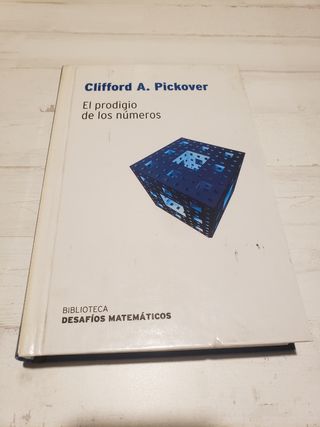 Clifford A. Pickover
El prodigio
de los números
BIBLIOTECA
DESAFÍOS MATEMÁTICOS